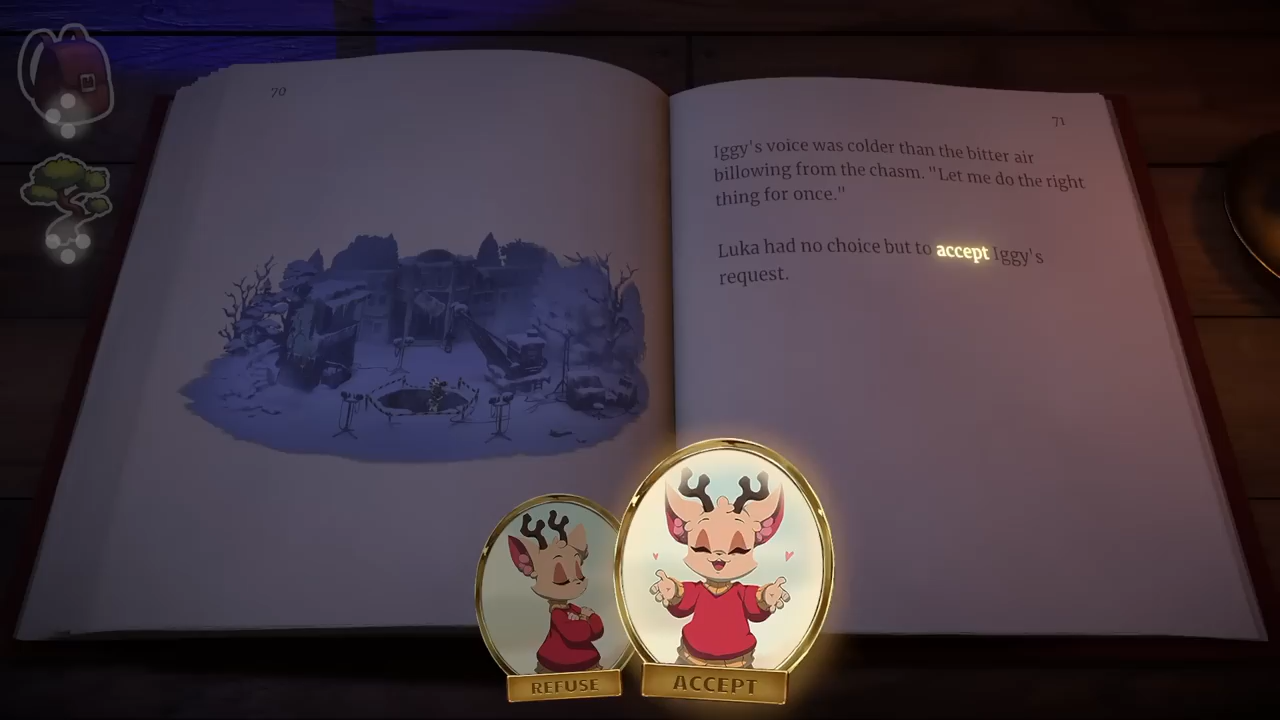 70
71
Iggy's voice was colder than the bitter air
billowing from the chasm. "Let me do the right
thing for once."
Luka had no choice but to accept Iggy's
request.
REFUSE
ACCEPT